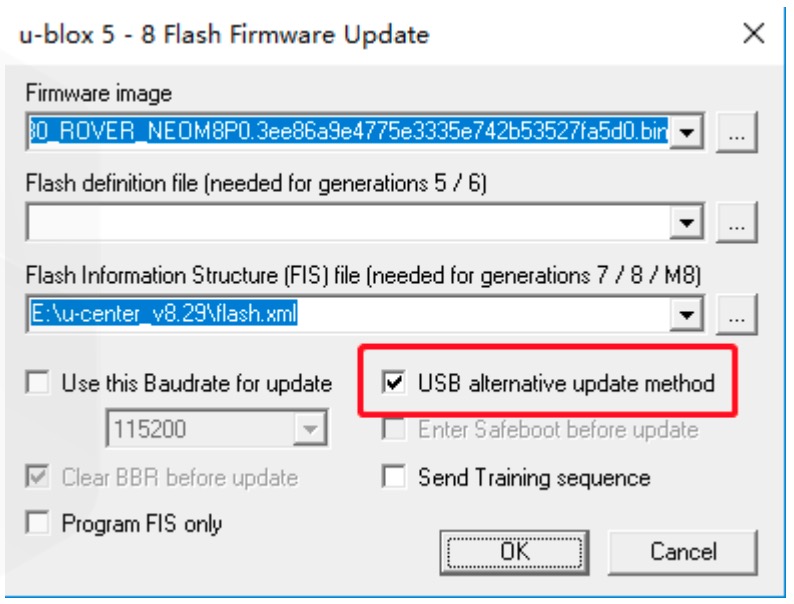 u-blox 5 - 8 Flash Firmware Update
Firmware image
30_ROVER_NEOM8P0.3ee86a9e4775e3335e742b53527fa5d0.bin
...
Flash definition file (needed for generations 5 / 6)
...
Flash Information Structure (FIS) file (needed for generations 7 / 8 / M8)
E:\u-center_v8.29\flash.xml
...
Use this Baudrate for update
USB alternative update method
115200
Enter Safeboot before update
Clear BBR before update
Send Training sequence
Program FIS only
OK
Cancel